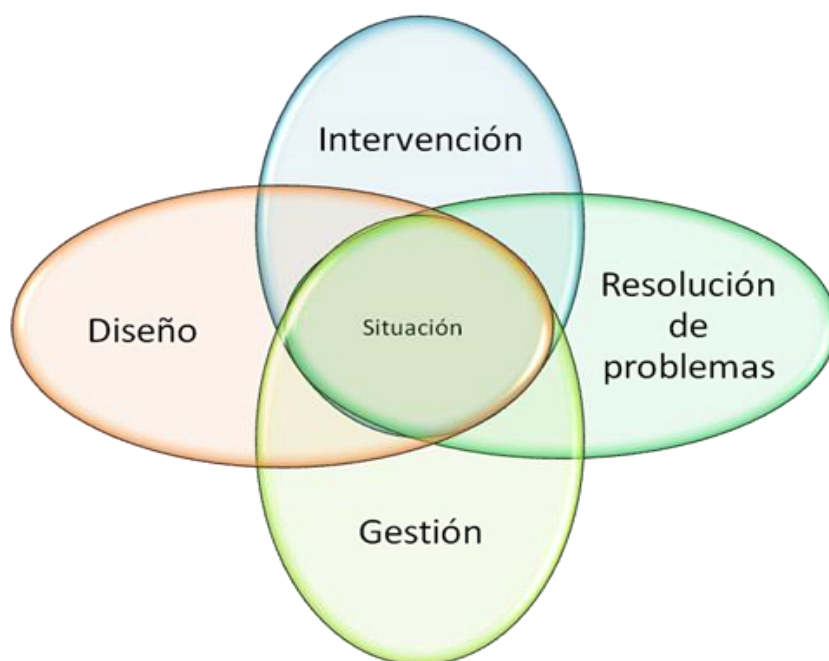 Intervención
Diseño
Situación
Resolución
de
problemas
Gestión